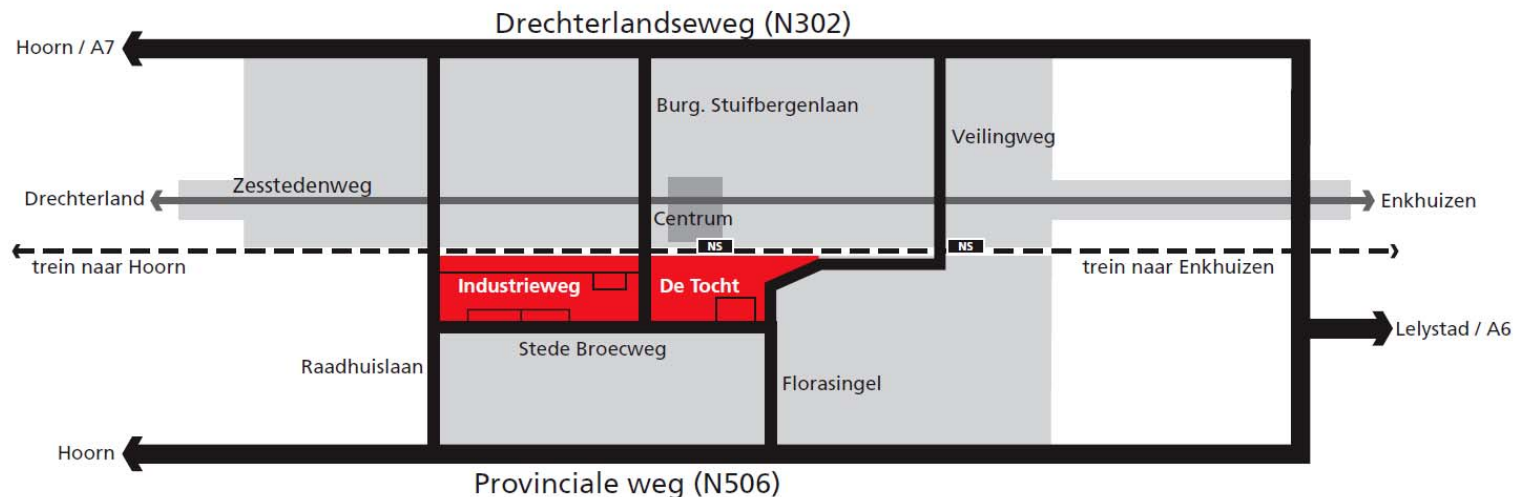 Drechterlandseweg (N302)
Hoorn / A7
Burg. Stuifbergenlaan
Veilingweg
Zesstedenweg
Drechterland
Enkhuizen
Centrum
NS
NS
trein naar Hoorn
trein naar Enkhuizen
Industrieweg
De Tocht
Lelystad / A6
Stede Broecweg
Raadhuislaan
Florasingel
Hoorn
Provinciale weg (N506)